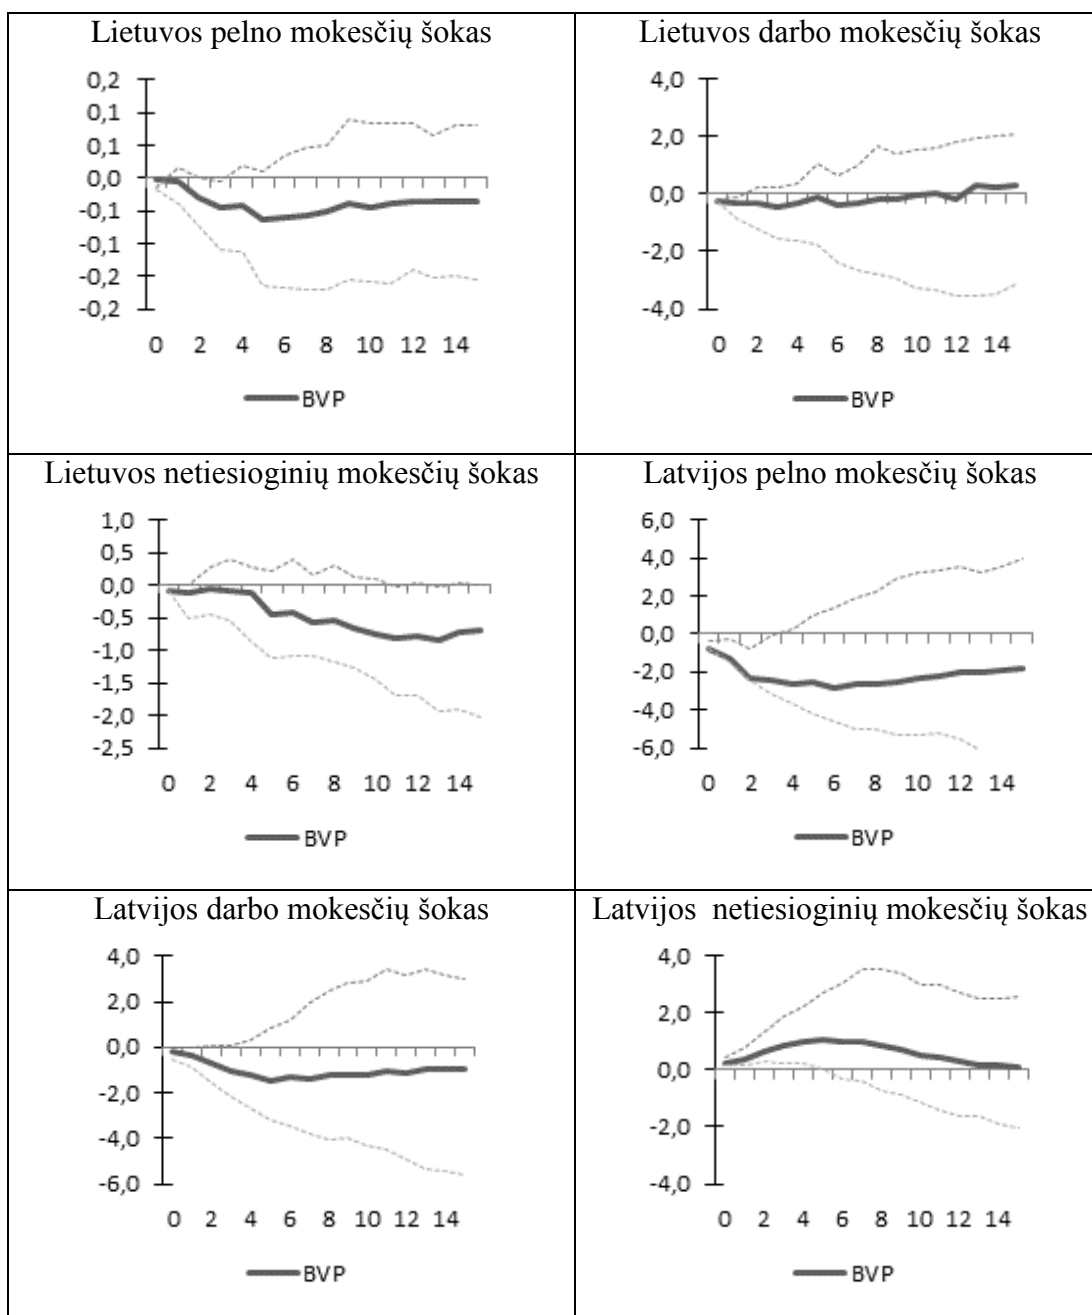 Lietuvos pelno mokesčių šokas
0,2
0,1
0,1
0,0
-0,1
-0,1
-0,2
-0,2
0 2 4 6 8 10 12 14
BVP
Lietuvos darbo mokesčių šokas
4,0
2,0
0,0
-2,0
-4,0
0 2 4 6 8 10 12 14
BVP
Lietuvos netiesioginių mokesčių šokas
1,0
0,5
0,0
-0,5
-1,0
-1,5
-2,0
-2,5
0 2 4 6 8 10 12 14
BVP
Latvijos pelno mokesčių šokas
6,0
4,0
2,0
0,0
-2,0
-4,0
-6,0
0 2 4 6 8 10 12 14
BVP
Latvijos darbo mokesčių šokas
4,0
2,0
0,0
-2,0
-4,0
-6,0
0 2 4 6 8 10 12 14
BVP
Latvijos netiesioginių mokesčių šokas
4,0
2,0
0,0
-2,0
-4,0
0 2 4 6 8 10 12 14
BVP